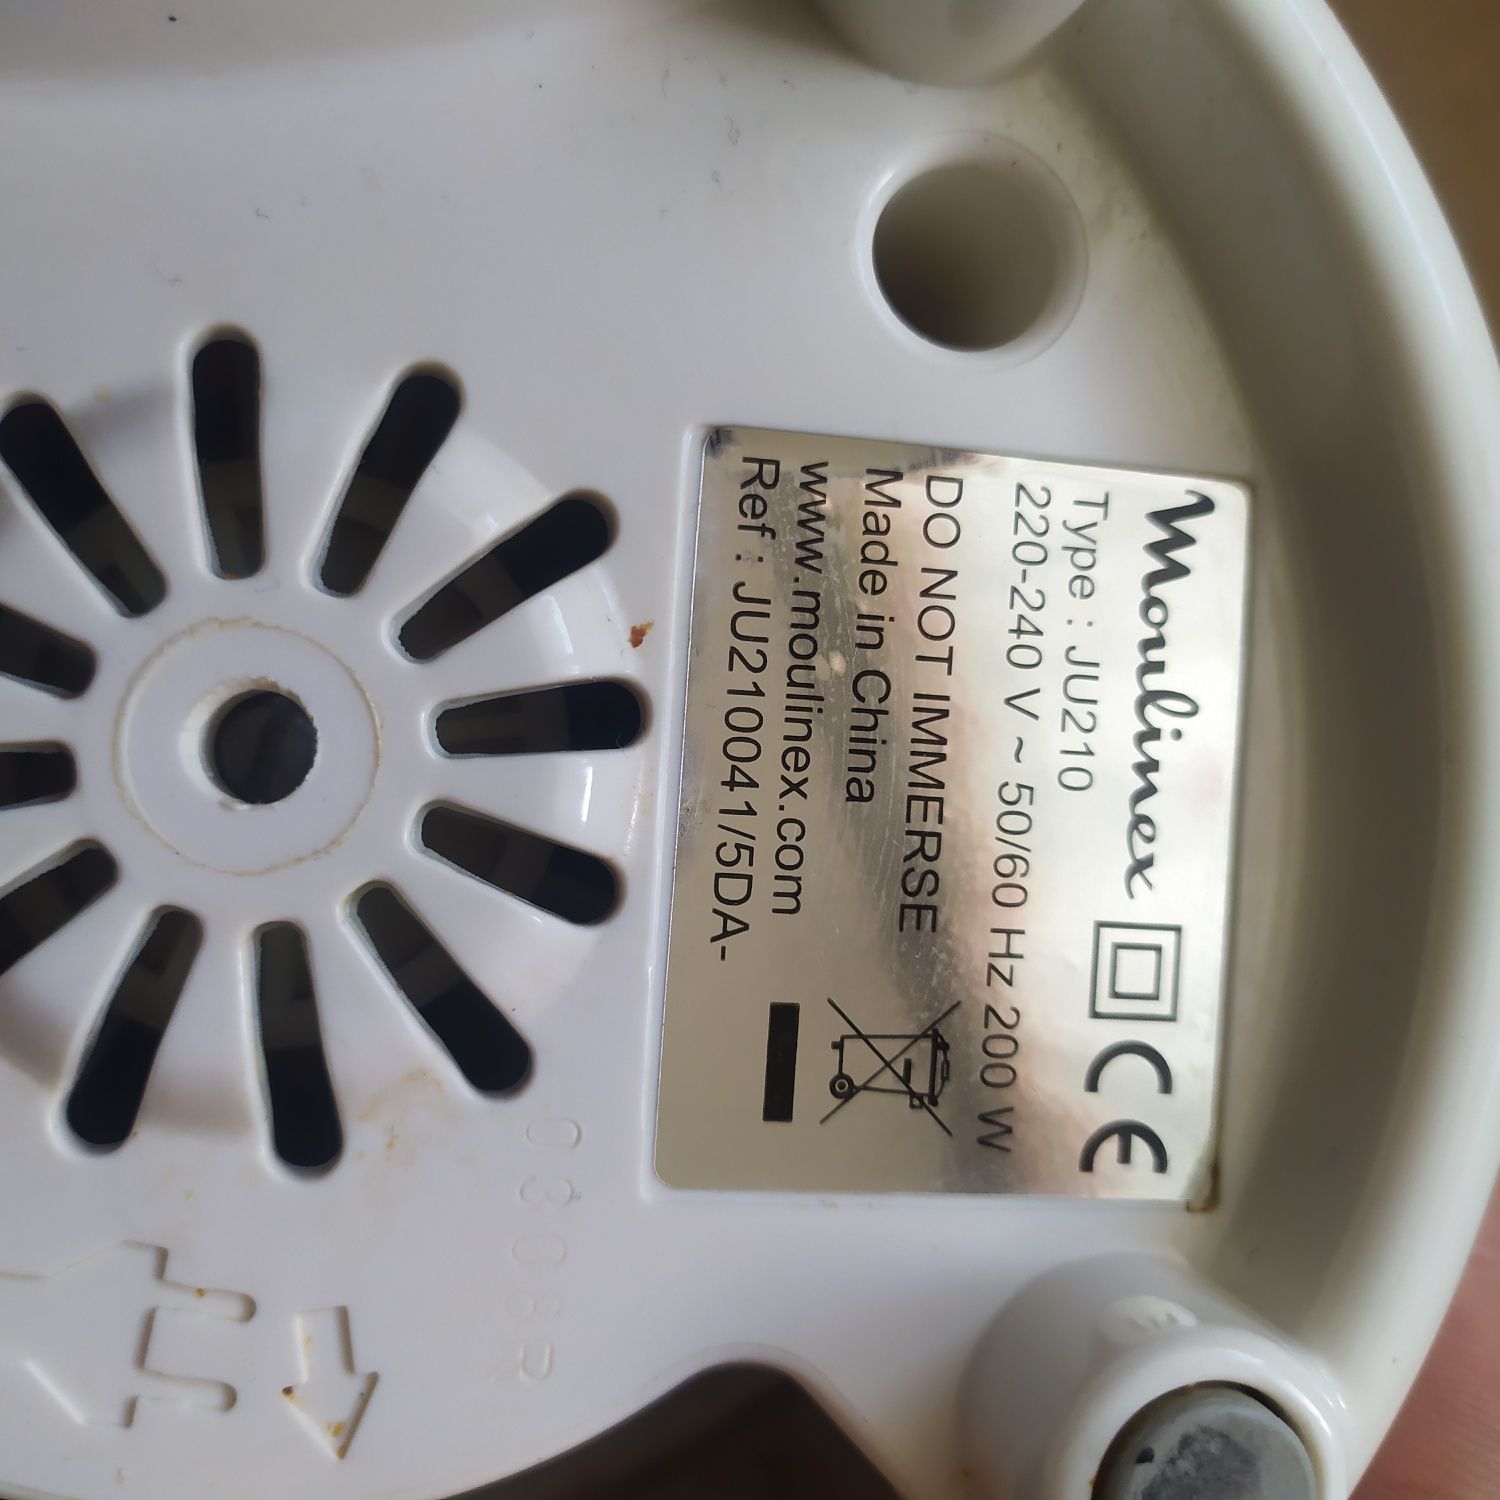 Moulinex CE
Type : JU210
220-240 V ~ 50/60 Hz 200 W
DO NOT IMMERSE
Made in China
www.moulinex.com
Ref : JU210041/5DA-
0308R